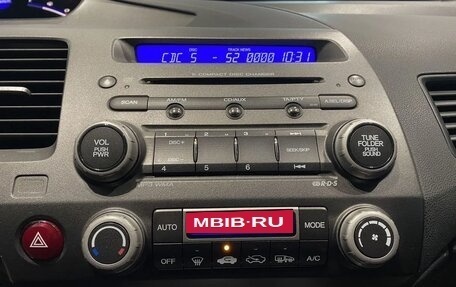 DISC TRACK NEWS
CDC 5 - 52 0000 10:31
6 COMPACT DISC CHANGER
SCAN AM/FM CD/AUX TA/PTY A.SEL/RDM
1 2 3
VOL PUSH PWR
DISC+
SEEK/SKIP
TUNE FOLDER PUSH SOUND
DISC-
4 5 6
MP3 WMA R·D·S
AUTO MBIB-RU MODE
OFF A/C